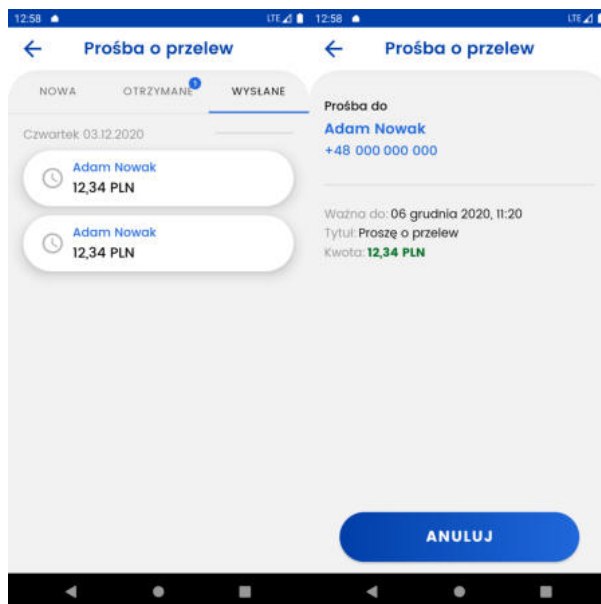 12:58
LTE
Prośba o przelew
NOWA
OTRZYMANE
1
WYSŁANE
Czwartek 03.12.2020
Adam Nowak
12,34 PLN
Adam Nowak
12,34 PLN
12:58
LTE
Prośba o przelew
Prośba do
Adam Nowak
+48 000 000 000
Ważna do: 06 grudnia 2020, 11:20
Tytuł: Proszę o przelew
Kwota: 12,34 PLN
ANULUJ